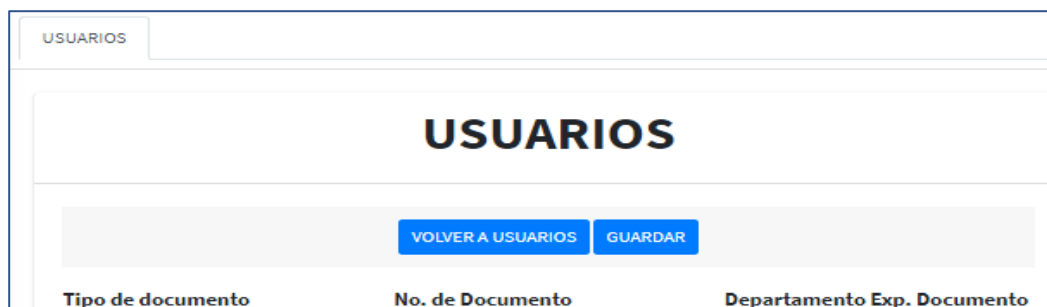 USUARIOS
USUARIOS
VOLVER A USUARIOS GUARDAR
Tipo de documento No. de Documento Departamento Exp. Documento